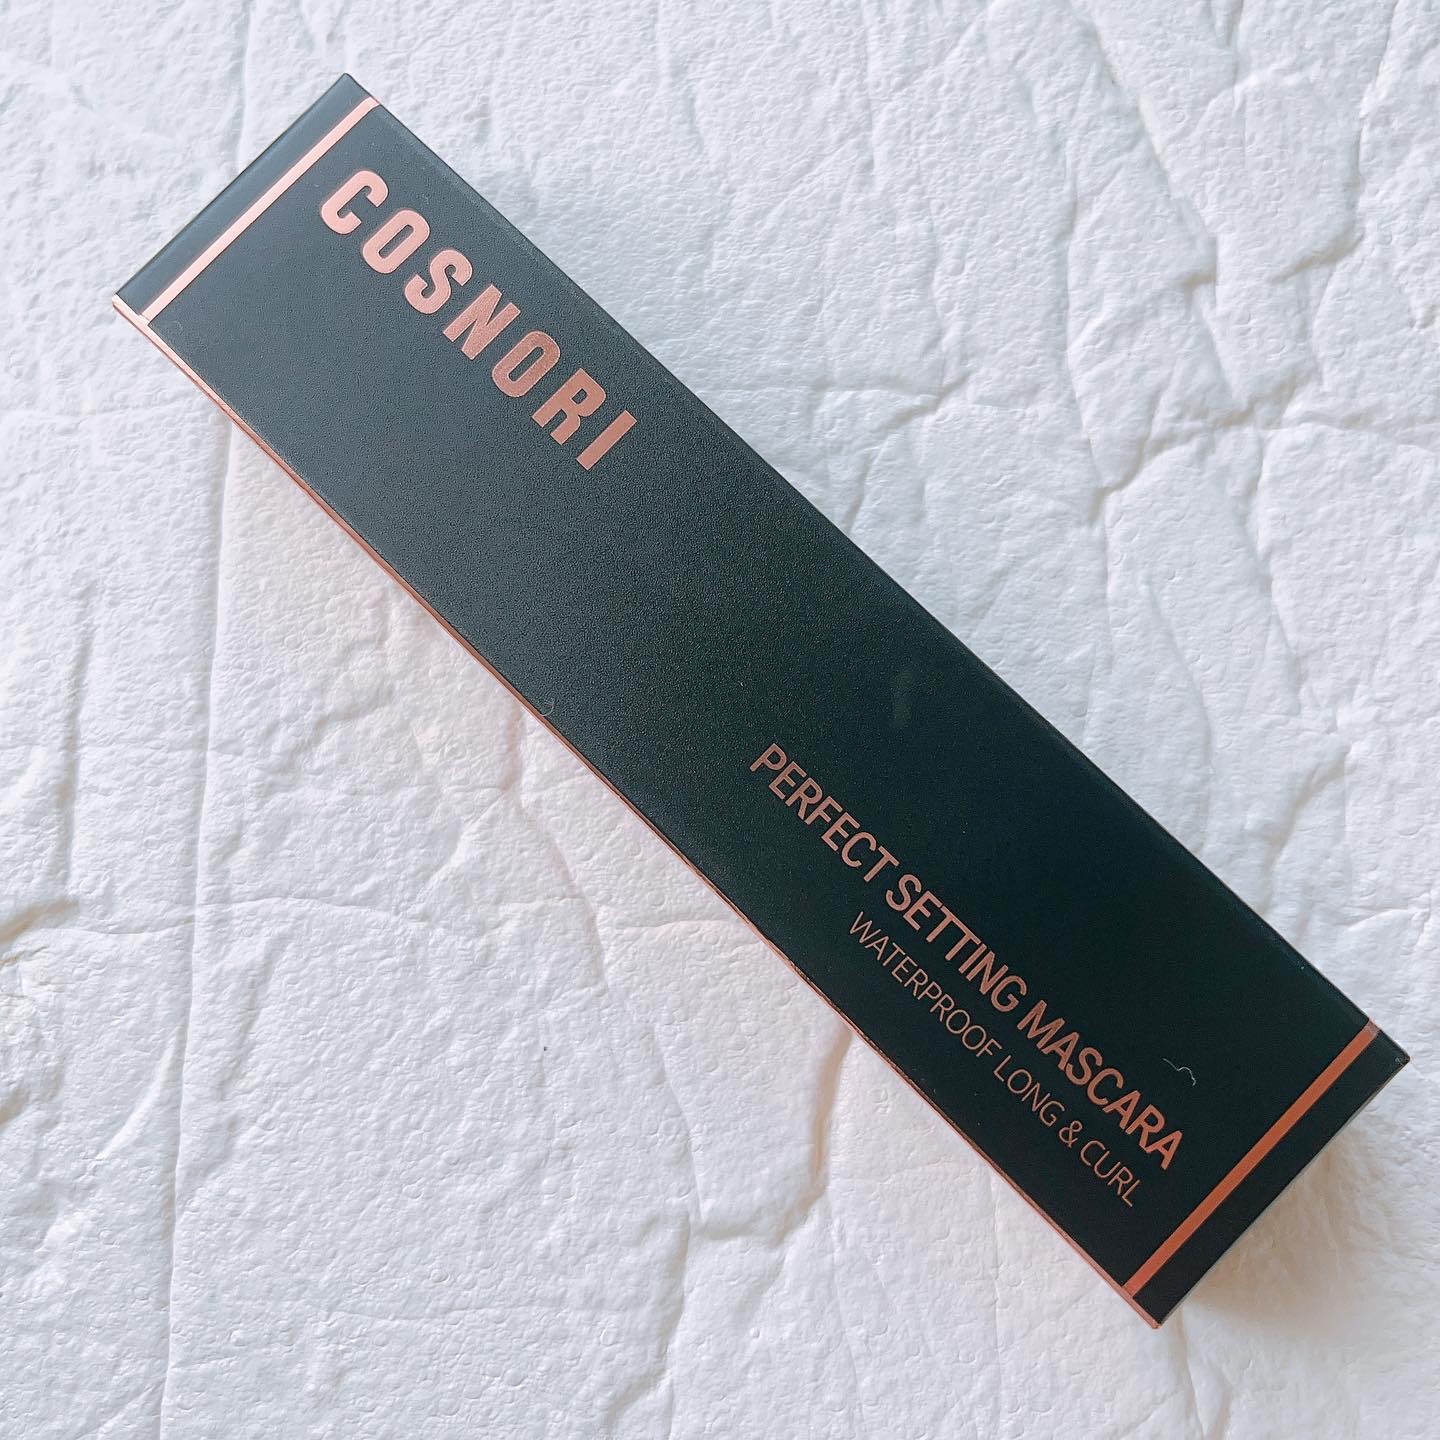 COSNORI
PERFECT SETTING MASCARA
WATERPROOF LONG & CURL